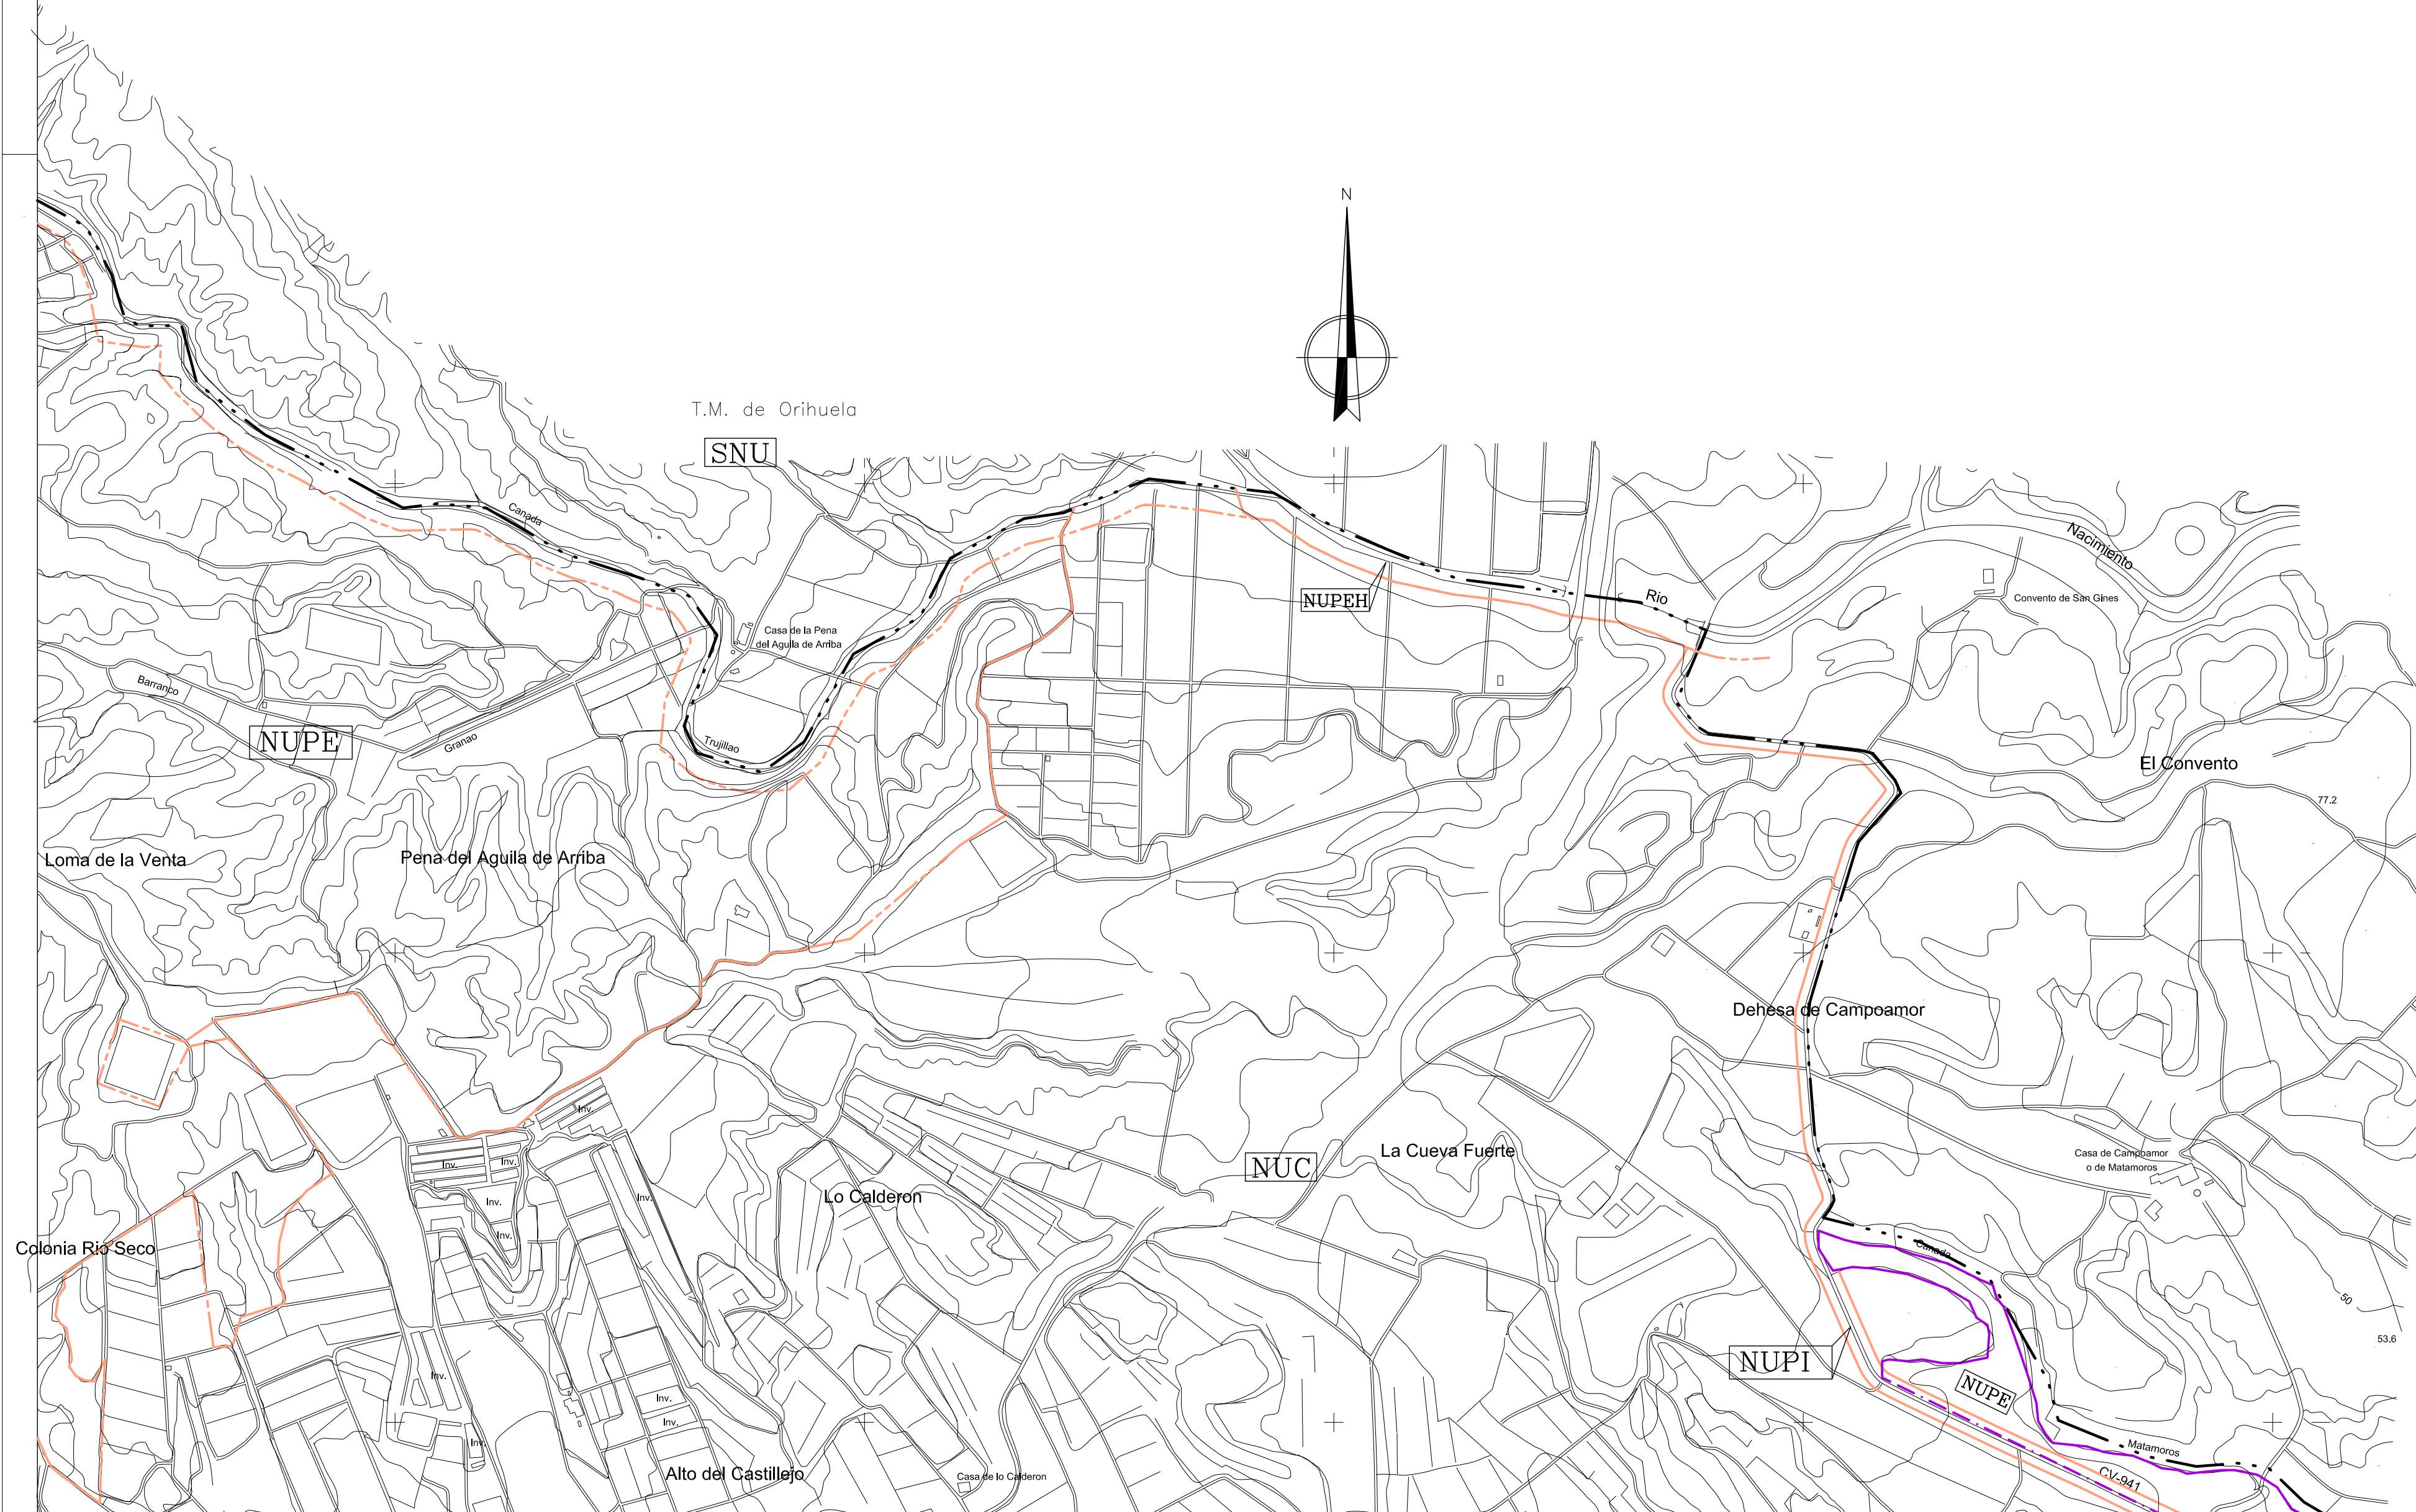 N
T.M. de Orihuela
SNU
Canada
Nacimiento
Rio
NUPEH
Convento de San Gines
Casa de la Pena
del Aguila de Arriba
Barranco
NUPE
Granao
Trujillao
El Convento
77.2
Loma de la Venta
Pena del Aguila de Arriba
Dehesa de Campoamor
Inv.
Inv.
Inv.
Inv.
Inv.
Inv.
La Cueva Fuerte
NUC
Casa de Campoamor
o de Matamoros
Lo Calderon
Colonia Rio Seco
Canada
50
53.6
NUPI
Inv.
NUPE
Inv.
Inv.
Inv.
Matamoros
Alto del Castillejo
Casa de lo Calderon
CV-941